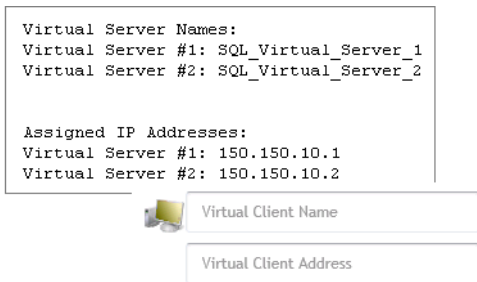 Virtual Server Names:
Virtual Server #1: SQL_Virtual_Server_1
Virtual Server #2: SQL_Virtual_Server_2
Assigned IP Addresses:
Virtual Server #1: 150.150.10.1
Virtual Server #2: 150.150.10.2
Virtual Client Name
Virtual Client Address